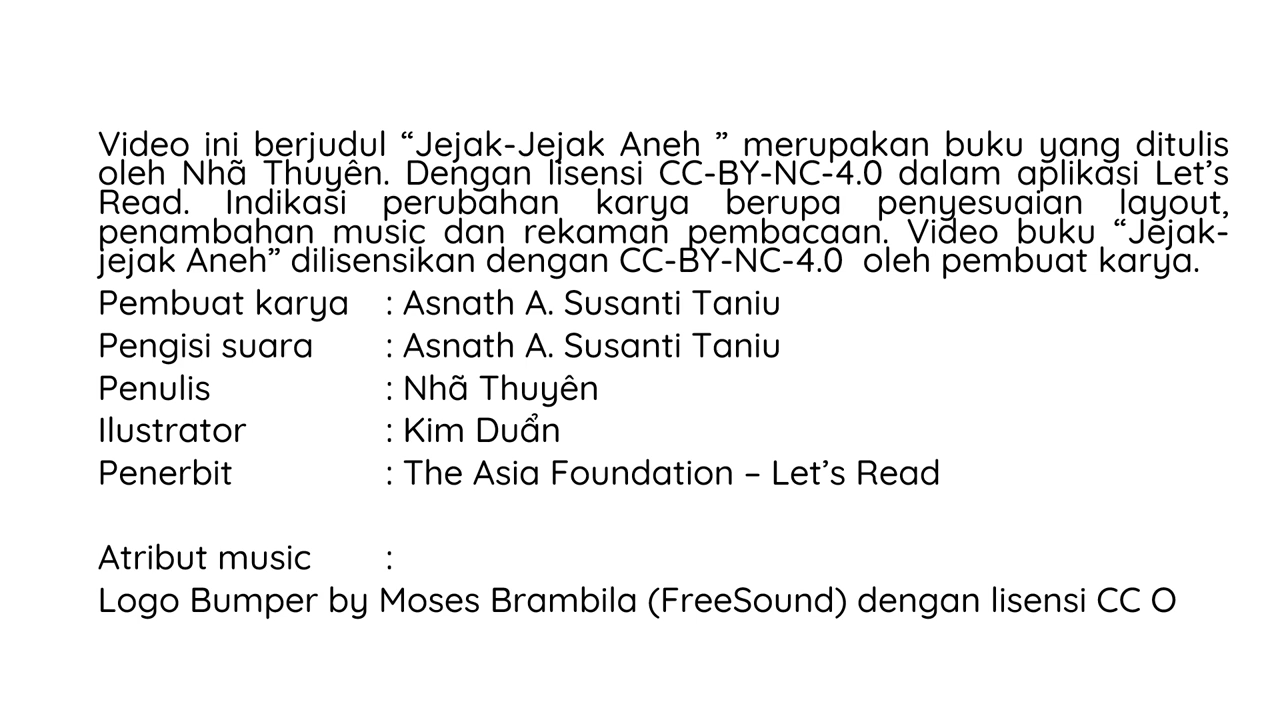 Video ini berjudul “Jejak-Jejak Aneh ” merupakan buku yang ditulis
oleh Nhã Thuyên. Dengan lisensi CC-BY-NC-4.0 dalam aplikasi Let’s
Read. Indikasi perubahan karya berupa penyesuaian layout,
penambahan music dan rekaman pembacaan. Video buku “Jejak-
jejak Aneh” dilisensikan dengan CC-BY-NC-4.0  oleh pembuat karya.
Pembuat karya : Asnath A. Susanti Taniu
Pengisi suara : Asnath A. Susanti Taniu
Penulis : Nhã Thuyên
Ilustrator : Kim Duẩn
Penerbit : The Asia Foundation – Let’s Read
Atribut music :
Logo Bumper by Moses Brambila (FreeSound) dengan lisensi CC O